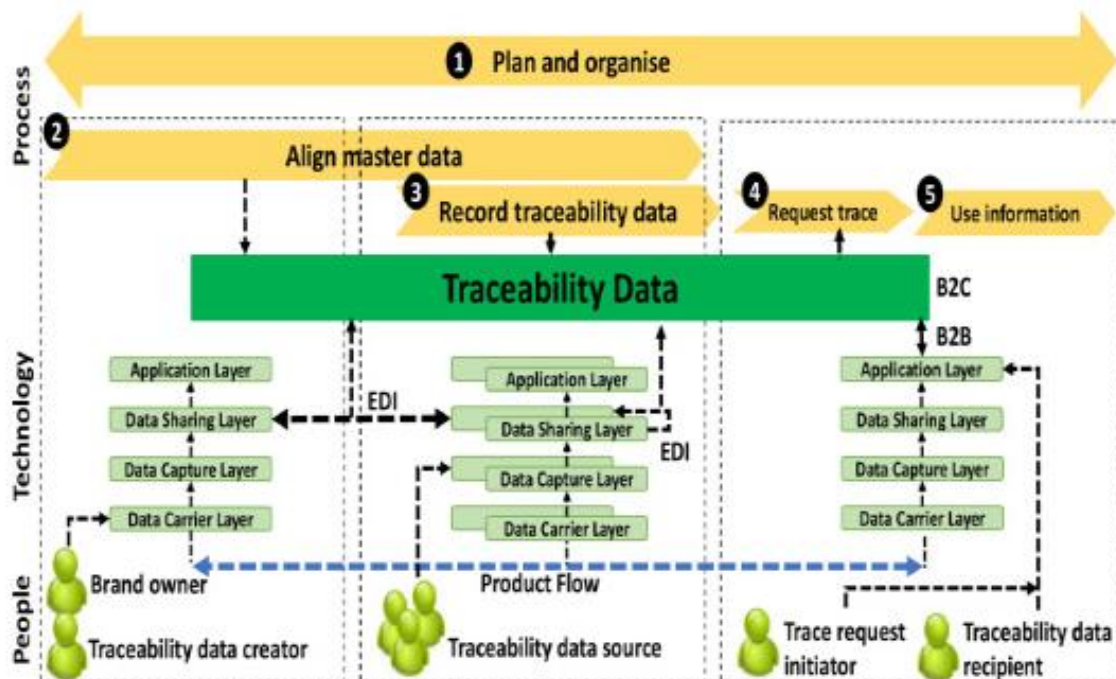 Process
1 Plan and organise
2 Align master data
3 Record traceability data
4 Request trace
5 Use information
Traceability Data
B2C
B2B
Technology
Application Layer
Data Sharing Layer
Data Capture Layer
Data Carrier Layer
EDI
Application Layer
Data Sharing Layer
EDI
Data Capture Layer
Data Carrier Layer
Application Layer
Data Sharing Layer
Data Capture Layer
Data Carrier Layer
Product Flow
People
Brand owner
Traceability data creator
Traceability data source
Trace request
initiator
Traceability data
recipient